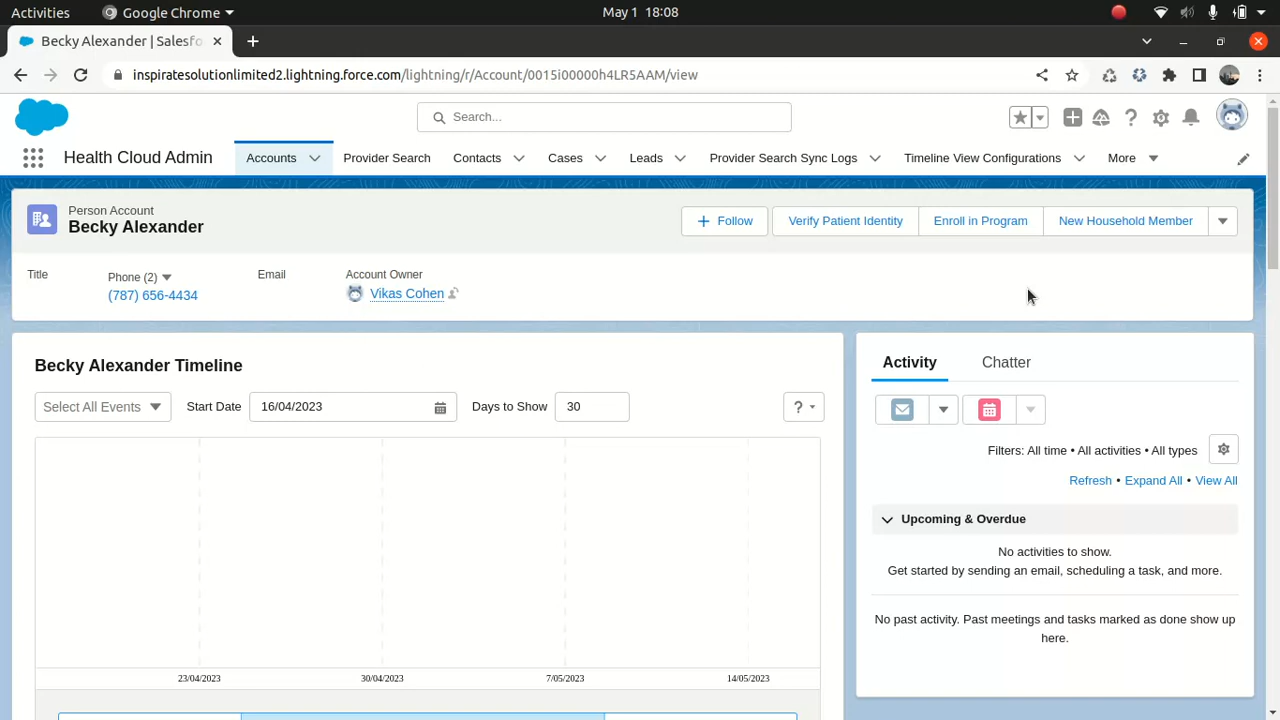 Activities
Google Chrome
May 1 18:08
Becky Alexander | Salesfo
inspiratesolutionlimited2.lightning.force.com/lightning/r/Account/0015i00000h4LR5AAM/view
Search...
Health Cloud Admin
Accounts
Provider Search
Contacts
Cases
Leads
Provider Search Sync Logs
Timeline View Configurations
More
Person Account
Becky Alexander
Follow
Verify Patient Identity
Enroll in Program
New Household Member
Title
Phone (2)
Email
Account Owner
(787) 656-4434
Vikas Cohen
Becky Alexander Timeline
Select All Events
Start Date
16/04/2023
Days to Show
30
?
23/04/2023
30/04/2023
7/05/2023
14/05/2023
Activity
Chatter
Filters: All time • All activities • All types
Refresh • Expand All • View All
Upcoming & Overdue
No activities to show.
Get started by sending an email, scheduling a task, and more.
No past activity. Past meetings and tasks marked as done show up
here.